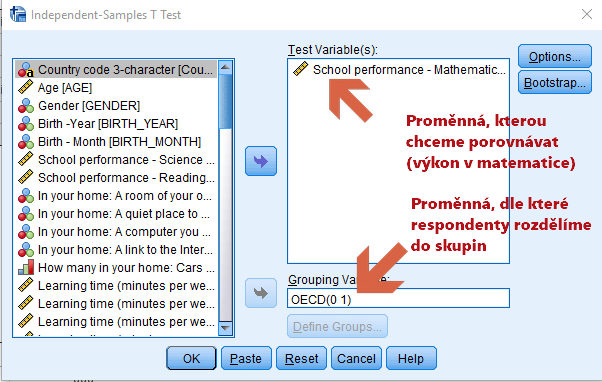 Independent-Samples T Test
Country code 3-character [Cou...
Age [AGE]
Gender [GENDER]
Birth -Year [BIRTH_YEAR]
Birth - Month [BIRTH_MONTH]
School performance - Science ...
School performance - Reading...
In your home: A room of your o...
In your home: A quiet place to ...
In your home: A computer you ...
In your home: A link to the Inter...
How many in your home: Cars ...
Learning time (minutes per we...
Learning time (minutes per we...
Learning time (minutes per we...
Test Variable(s):
School performance - Mathematic...
Proměnná, kterou
chceme porovnávat
(výkon v matematice)
Proměnná, dle které
respondenty rozdělíme
do skupin
Grouping Variable:
OECD(0 1)
Define Groups...
Options...
Bootstrap...
OK
Paste
Reset
Cancel
Help